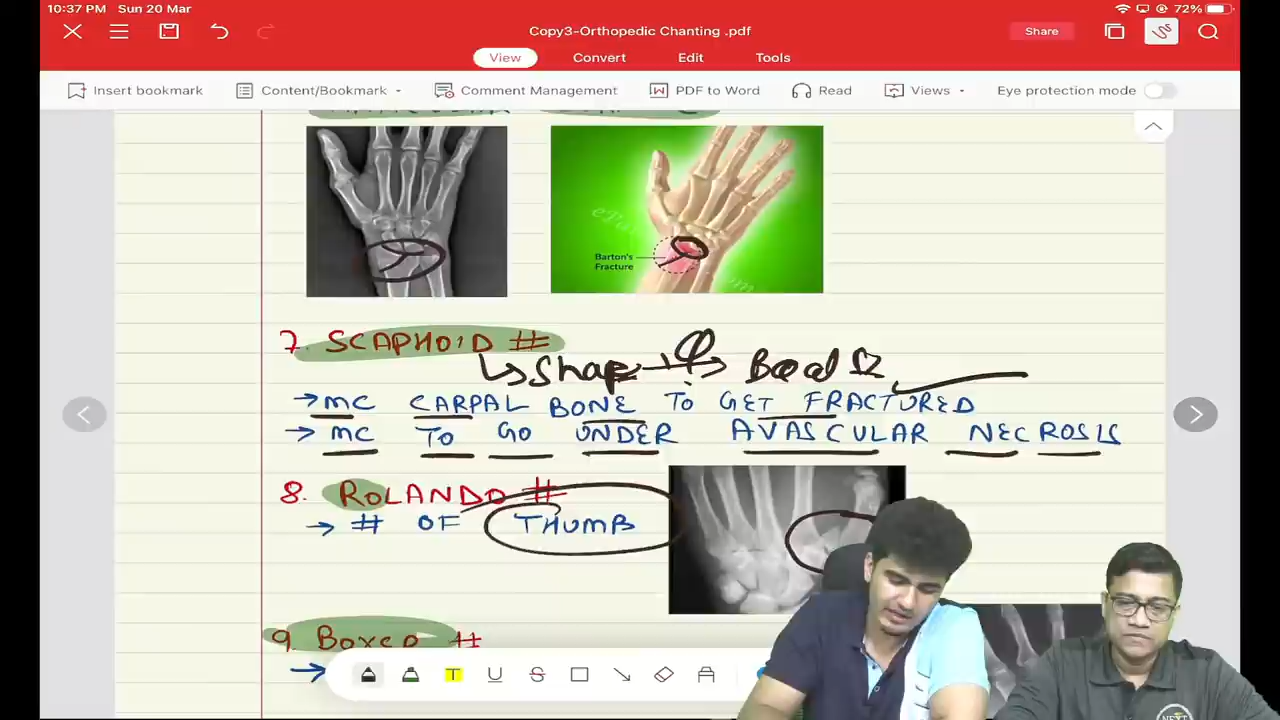 10:37 PM Sun 20 Mar
72%
Copy3-Orthopedic Chanting .pdf
Share
View Convert Edit Tools
Insert bookmark Content/Bookmark Comment Management PDF to Word Read Views Eye protection mode
Barton's
Fracture
7. SCAPHOID #
Shape
→ MC CARPAL BONE TO GET FRACTURED
→ MC TO GO UNDER AVASCULAR NECROSIS
8. ROLANDO #
→ # OF THUMB
9. BOXER #
→
T U S
NEXT